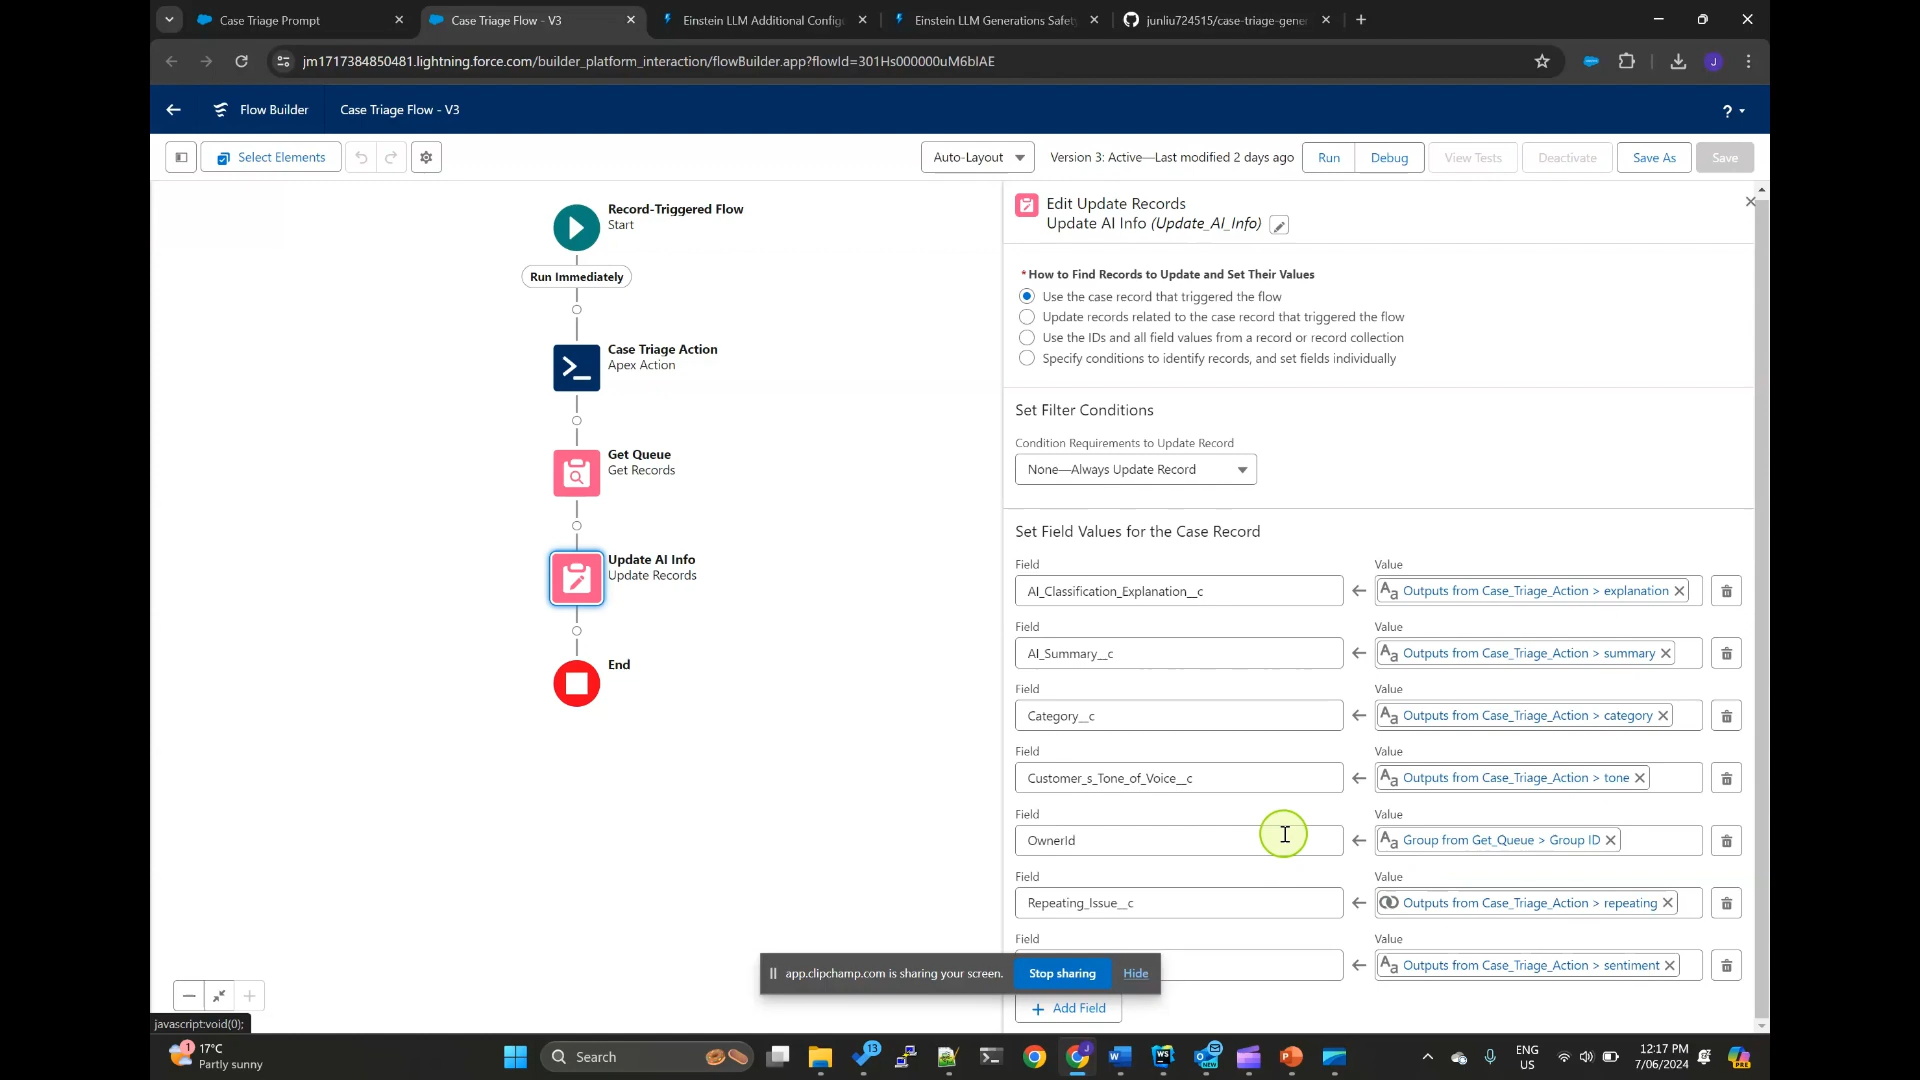 Case Triage Prompt
Case Triage Flow - V3
Einstein LLM Additional Config
Einstein LLM Generations Safet
junliu724515/case-triage-gener
jm1717384850481.lightning.force.com/builder_platform_interaction/flowBuilder.app?flowId=301Hs000000uM6bIAE
Flow Builder
Case Triage Flow - V3
?
Select Elements
Auto-Layout
Version 3: Active—Last modified 2 days ago
Run
Debug
View Tests
Deactivate
Save As
Save
Record-Triggered Flow
Start
Run Immediately
Case Triage Action
Apex Action
Get Queue
Get Records
Update AI Info
Update Records
End
Edit Update Records
Update AI Info (Update_AI_Info)
*How to Find Records to Update and Set Their Values
Use the case record that triggered the flow
Update records related to the case record that triggered the flow
Use the IDs and all field values from a record or record collection
Specify conditions to identify records, and set fields individually
Set Filter Conditions
Condition Requirements to Update Record
None—Always Update Record
Set Field Values for the Case Record
Field
Value
AI_Classification_Explanation__c
Aa Outputs from Case_Triage_Action > explanation
Field
Value
AI_Summary__c
Aa Outputs from Case_Triage_Action > summary
Field
Value
Category__c
Aa Outputs from Case_Triage_Action > category
Field
Value
Customer_s_Tone_of_Voice__c
Aa Outputs from Case_Triage_Action > tone
Field
Value
OwnerId
Aa Group from Get_Queue > Group ID
Field
Value
Repeating_Issue__c
Outputs from Case_Triage_Action > repeating
Field
Value
Aa Outputs from Case_Triage_Action > sentiment
Add Field
app.clipchamp.com is sharing your screen.
Stop sharing
Hide
javascript:void(0);
1
17°C
Partly sunny
Search
13
ENG
US
12:17 PM
7/06/2024